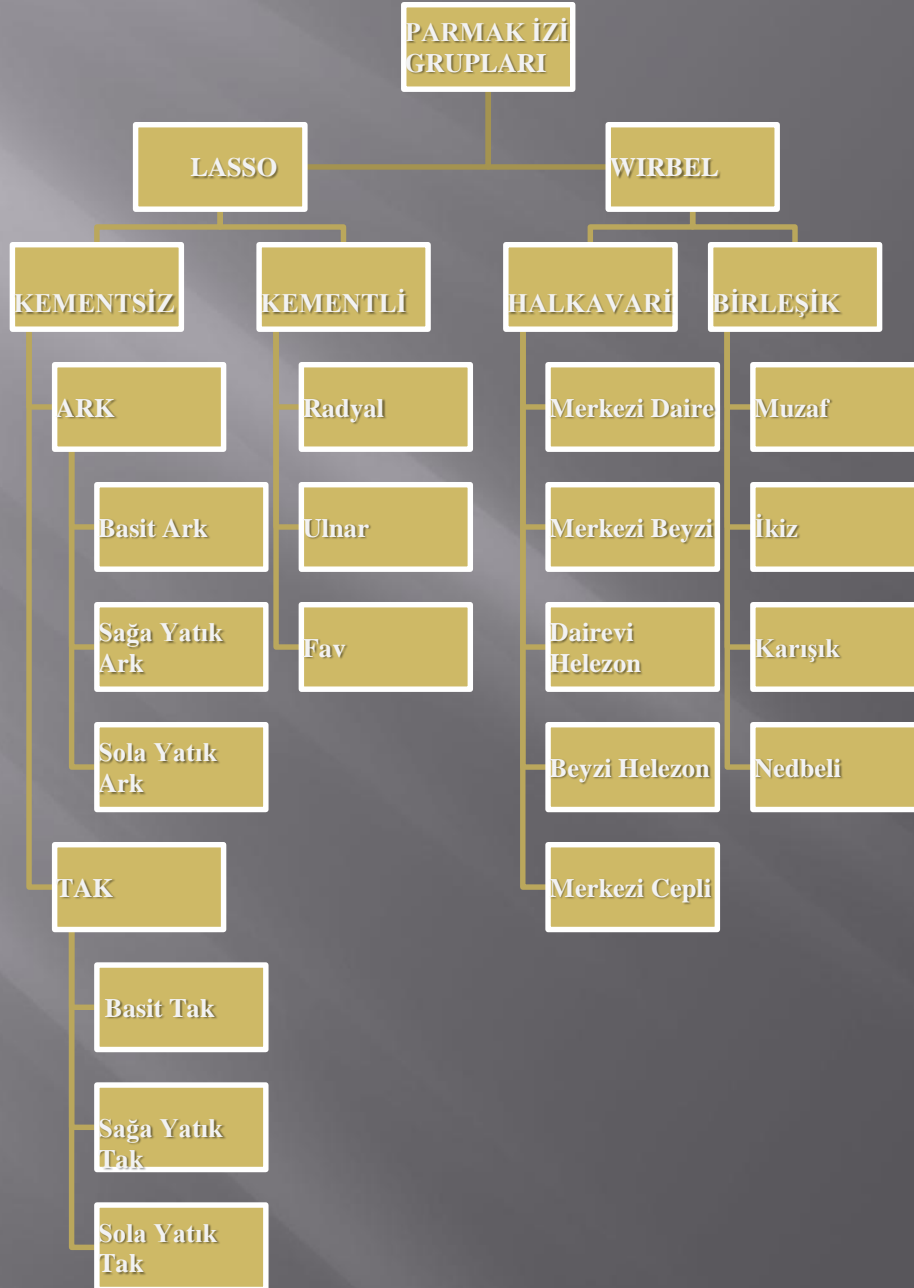 PARMAK İZİ
GRUPLARI
LASSO
WIRBEL
KEMENTSİZ
KEMENTLİ
HALKAVARİ
BİRLEŞİK
ARK
Radyal
Merkezi Daire
Muzaf
Basit Ark
Ulnar
Merkezi Beyzi
İkiz
Sağa Yatık
Ark
Fav
Dairevi
Helezon
Karışık
Sola Yatık
Ark
Beyzi Helezon
Nedbeli
TAK
Merkezi Cepli
Basit Tak
Sağa Yatık
Tak
Sola Yatık
Tak